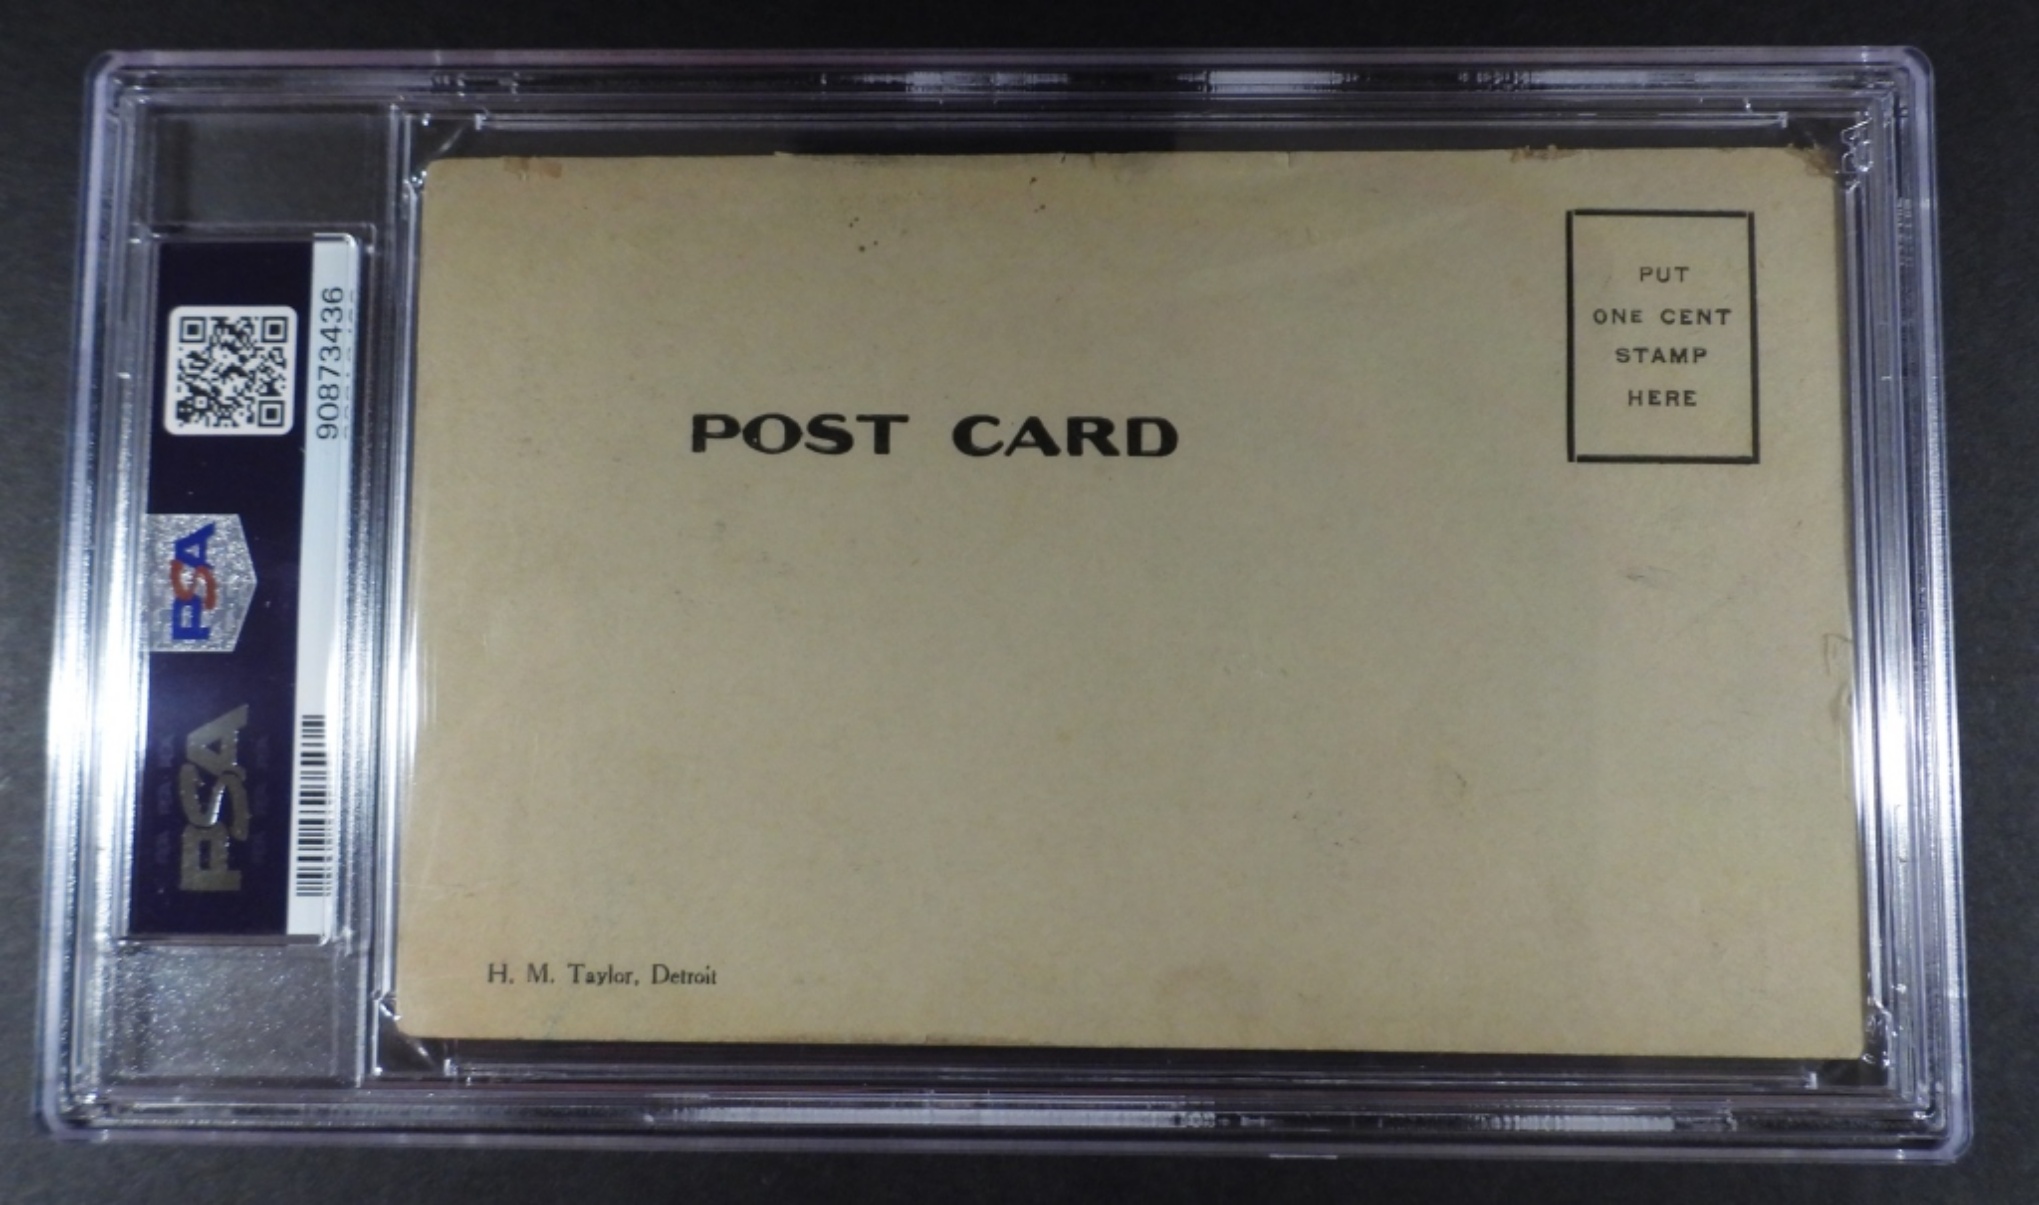 90873436
PSA
PSA
POST CARD
PUT
ONE CENT
STAMP
HERE
H. M. Taylor, Detroit